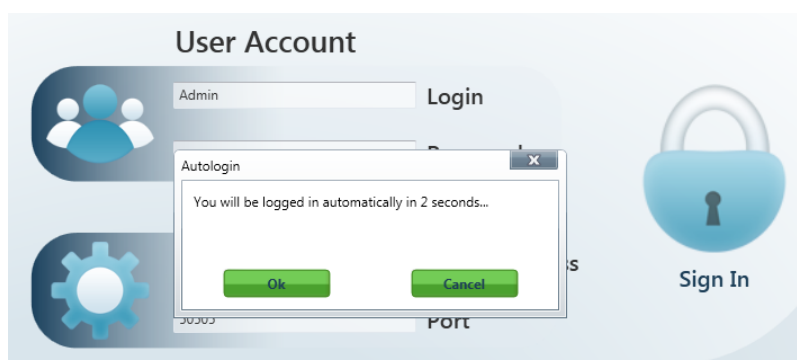 User Account
Admin
Login
Autologin
X
You will be logged in automatically in 2 seconds...
Ok
Cancel
Sign In
Port